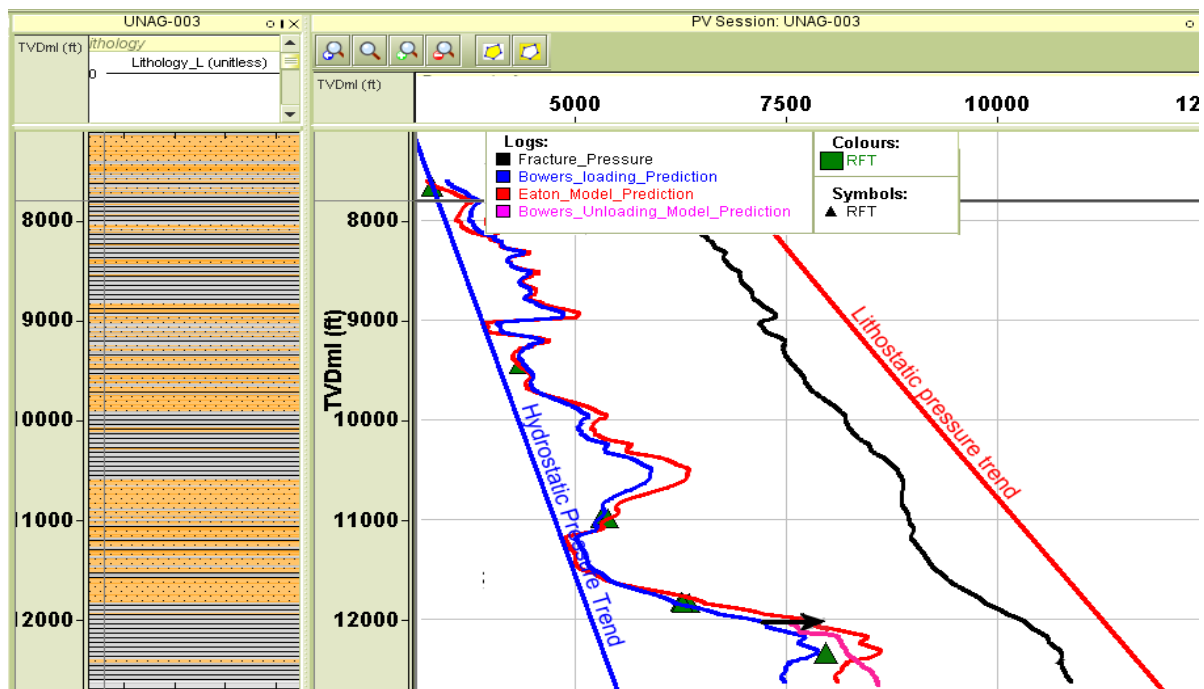 UNAG-003
PV Session: UNAG-003
TVDml (ft)
ithology
Lithology_L (unitless)
0
TVDml (ft)
5000
7500
10000
12
Logs:
Fracture_Pressure
Bowers_loading_Prediction
Eaton_Model_Prediction
Bowers_Unloading_Model_Prediction
Colours:
RFT
Symbols:
RFT
8000
9000
10000
11000
12000
TVDml (ft)
8000
9000
10000
11000
12000
Hydrostatic Pressure Trend
Lithostatic pressure trend